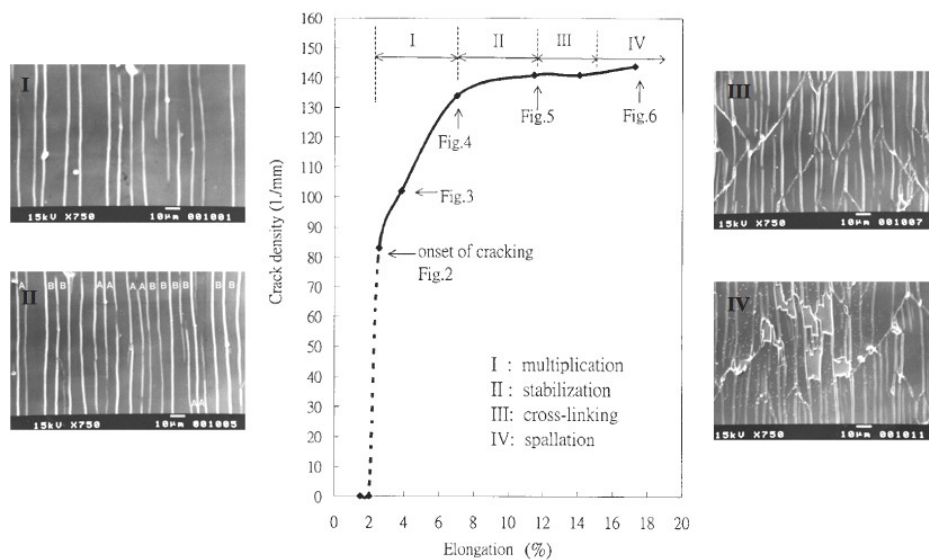 I
15kV X750 10μm 001001
II
A B B A A A A B B B B B B
AA
15kV X750 10μm 001005
160
150
140
130
120
110
100
90
80
70
60
50
40
30
20
10
0
Crack density (1/mm)
I II III IV
Fig.4
Fig.5
Fig.6
Fig.3
onset of cracking
Fig.2
I : multiplication
II : stabilization
III: cross-linking
IV: spallation
0 2 4 6 8 10 12 14 16 18 20
Elongation (%)
III
15kV X750 10μm 001007
IV
15kV X750 10μm 001011